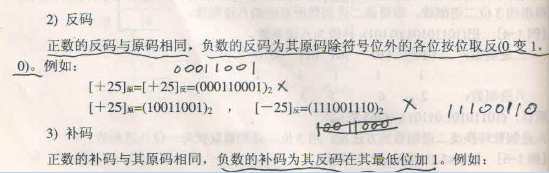 2) 反码
正数的反码与原码相同，负数的反码为其原码除符号位外的各位按位取反(0 变 1，
0)。例如：
00011001
[+25]原=[+25]反=(000110001)₂ ×
[+25]原=(10011001)₂ ， [-25]反=(111001110)₂ × 11100110
3) 补码
正数的补码与其原码相同，负数的补码为其反码在其最低位加 1。例如：